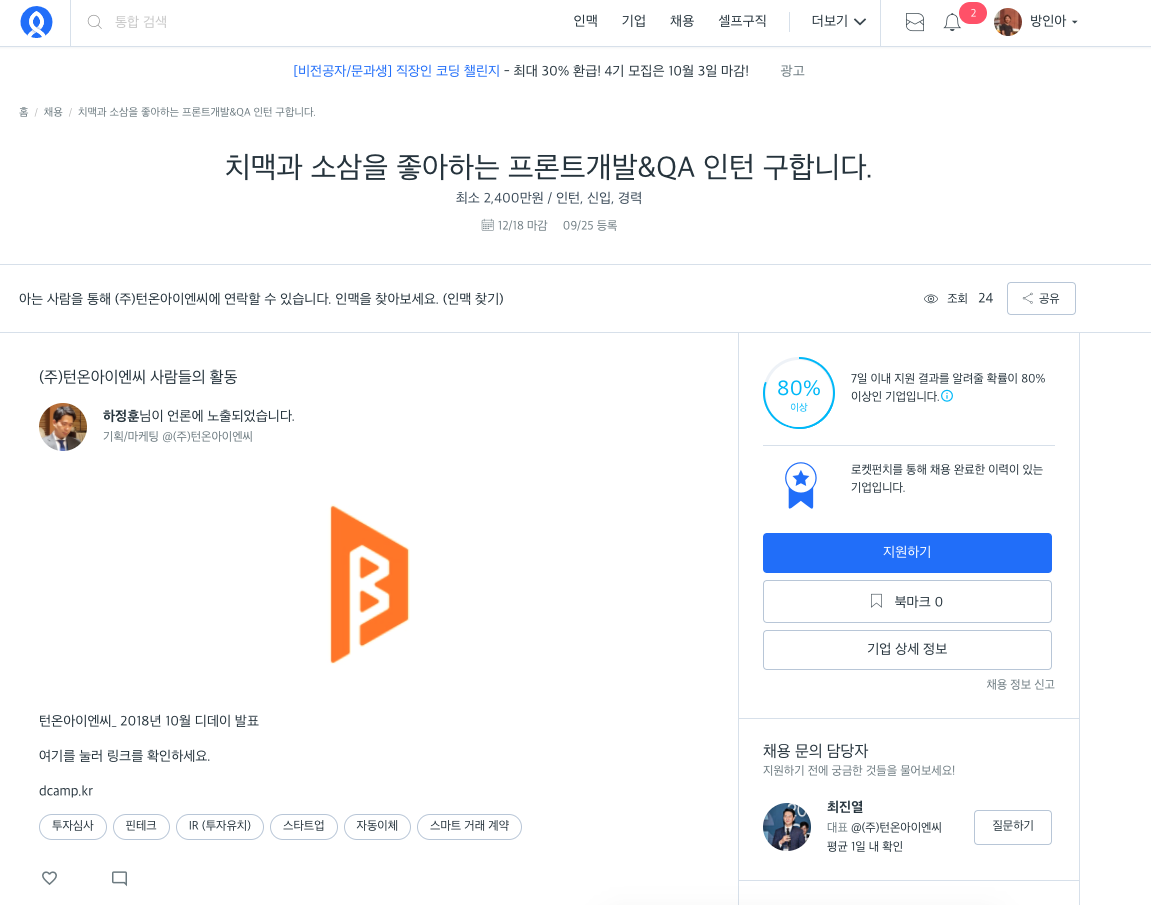 통합 검색
인맥 기업 채용 셀프구직 더보기 2 방인아
[비전공자/문과생] 직장인 코딩 챌린지 - 최대 30% 환급! 4기 모집은 10월 3일 마감! 광고
홈 / 채용 / 치맥과 소삼을 좋아하는 프론트개발&QA 인턴 구합니다.
치맥과 소삼을 좋아하는 프론트개발&QA 인턴 구합니다.
최소 2,400만원 / 인턴, 신입, 경력
12/18 마감 09/25 등록
아는 사람을 통해 (주)턴온아이엔씨에 연락할 수 있습니다. 인맥을 찾아보세요. (인맥 찾기)
조회 24 공유
(주)턴온아이엔씨 사람들의 활동
하정훈님이 언론에 노출되었습니다.
기획/마케팅 @(주)턴온아이엔씨
B
턴온아이엔씨_ 2018년 10월 디데이 발표
여기를 눌러 링크를 확인하세요.
dcamp.kr
투자심사 핀테크 IR (투자유치) 스타트업 자동이체 스마트 거래 계약
80%
이상
7일 이내 지원 결과를 알려줄 확률이 80%
이상인 기업입니다.
로켓펀치를 통해 채용 완료한 이력이 있는
기업입니다.
지원하기
북마크 0
기업 상세 정보
채용 정보 신고
채용 문의 담당자
지원하기 전에 궁금한 것들을 물어보세요!
최진열
대표 @(주)턴온아이엔씨
평균 1일 내 확인
질문하기